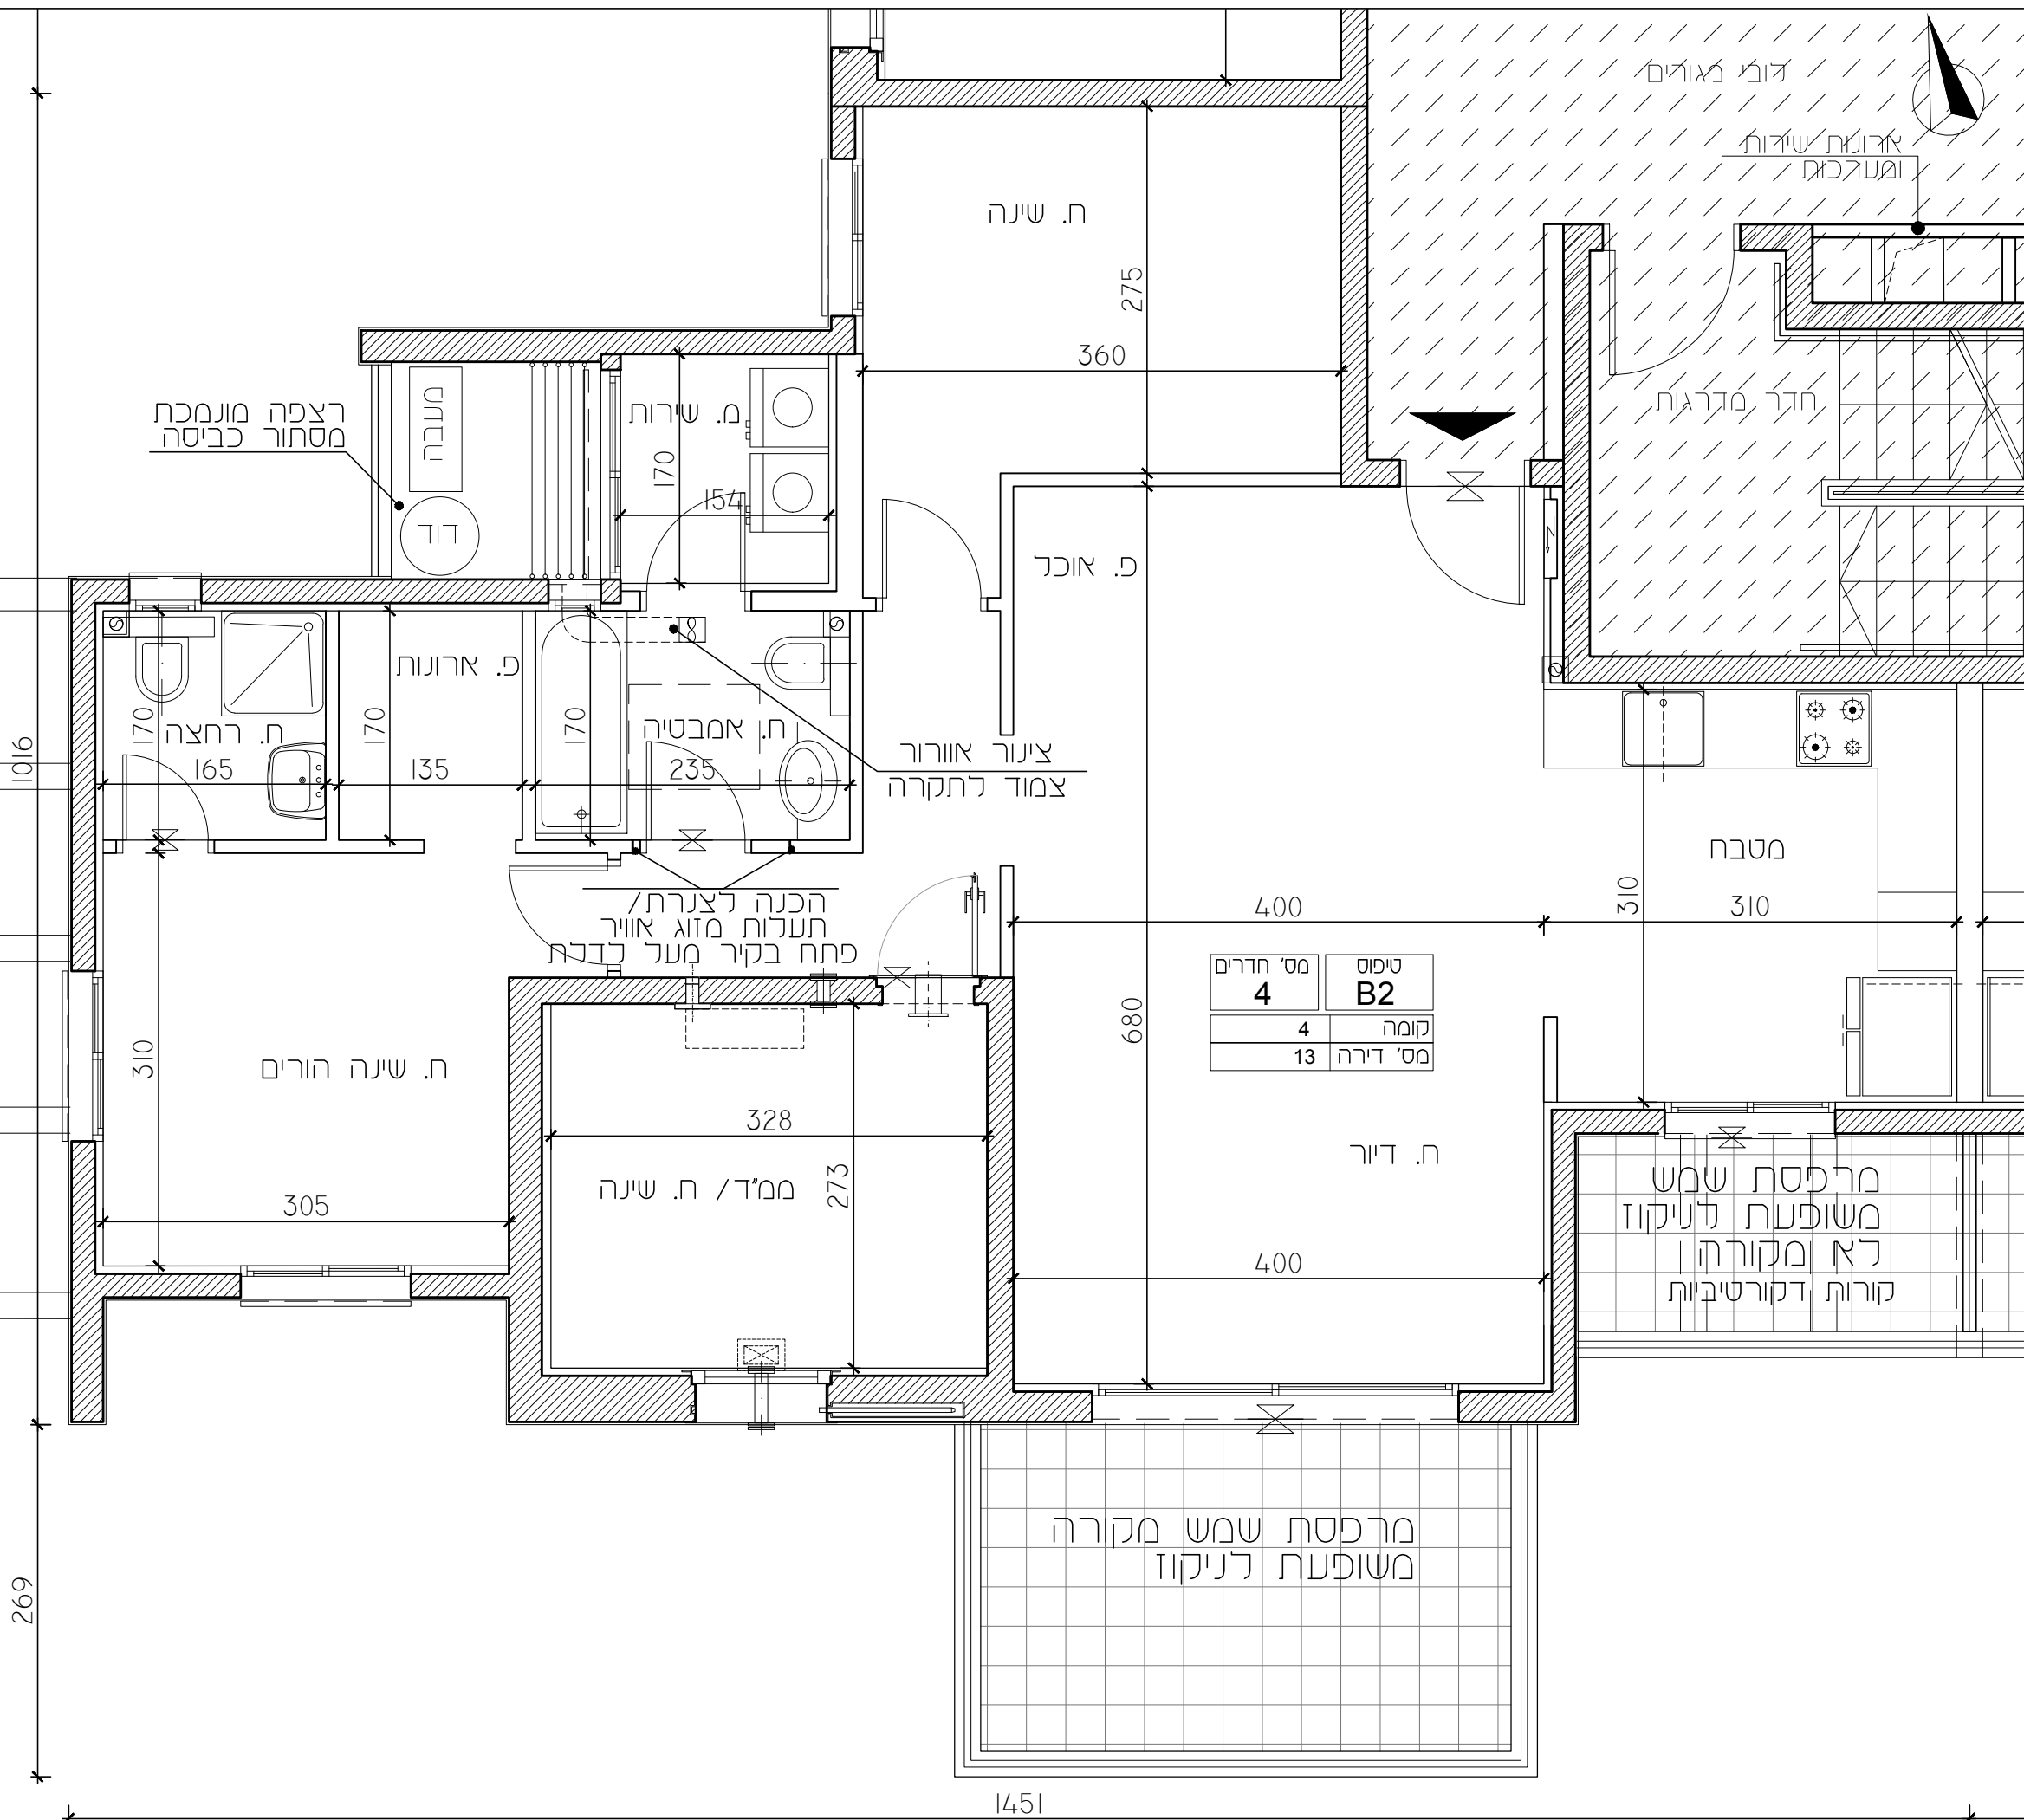 לובי מגורים
ארונות שירות
ומערכות
ח. שינה
275
360
חדר מדרגות
רצפה מונמכת
מסתור כביסה
מעבה
דוד
מ. שירות
170
154
פ. אוכל
פ. ארונות
ח. רחצה
170
165
170
135
ח. אמבטיה
170
235
צינור אוורור
צמוד לתקרה
1016
מטבח
310
310
400
הכנה לצנרת/
תעלות מזוג אוויר
פתח בקיר מעל לדלת
טיפוס
B2
מס' חדרים
4
קומה 4
מס' דירה 13
680
310
ח. שינה הורים
305
328
273
ממ"ד/ ח. שינה
ח. דיור
400
מרפסת שמש
משופעת לניקוז
לא מקורה
קורות דקורטיביות
מרפסת שמש מקורה
משופעת לניקוז
269
1451